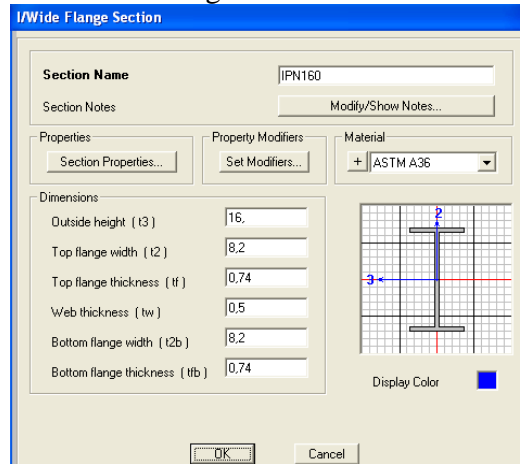 I/Wide Flange Section
Section Name IPN160
Section Notes Modify/Show Notes...
Properties Property Modifiers Material
Section Properties... Set Modifiers... + ASTM A36
Dimensions
Outside height ( t3 ) 16,
Top flange width ( t2 ) 8,2
Top flange thickness ( tf ) 0,74
Web thickness ( tw ) 0,5
Bottom flange width ( t2b ) 8,2
Bottom flange thickness ( tfb ) 0,74
2
3
Display Color
OK Cancel